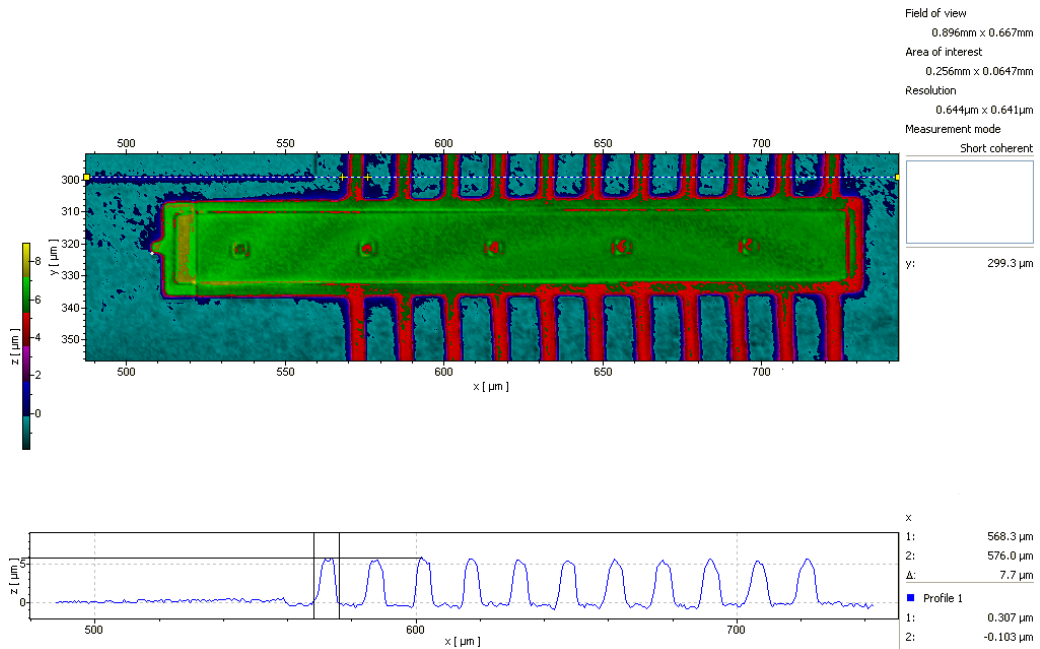 Field of view
0.896mm x 0.667mm
Area of interest
0.256mm x 0.0647mm
Resolution
0.644µm x 0.641µm
Measurement mode
Short coherent
y: 299.3 µm
500 550 600 650 700
300
310
320
330
340
350
y [ µm ]
500 550 600 650 700
x [ µm ]
8
6
4
2
0
z [ µm ]
5
0
z [ µm ]
500 600 700
x [ µm ]
x
1: 568.3 µm
2: 576.0 µm
Δ: 7.7 µm
Profile 1
1: 0.307 µm
2: -0.103 µm